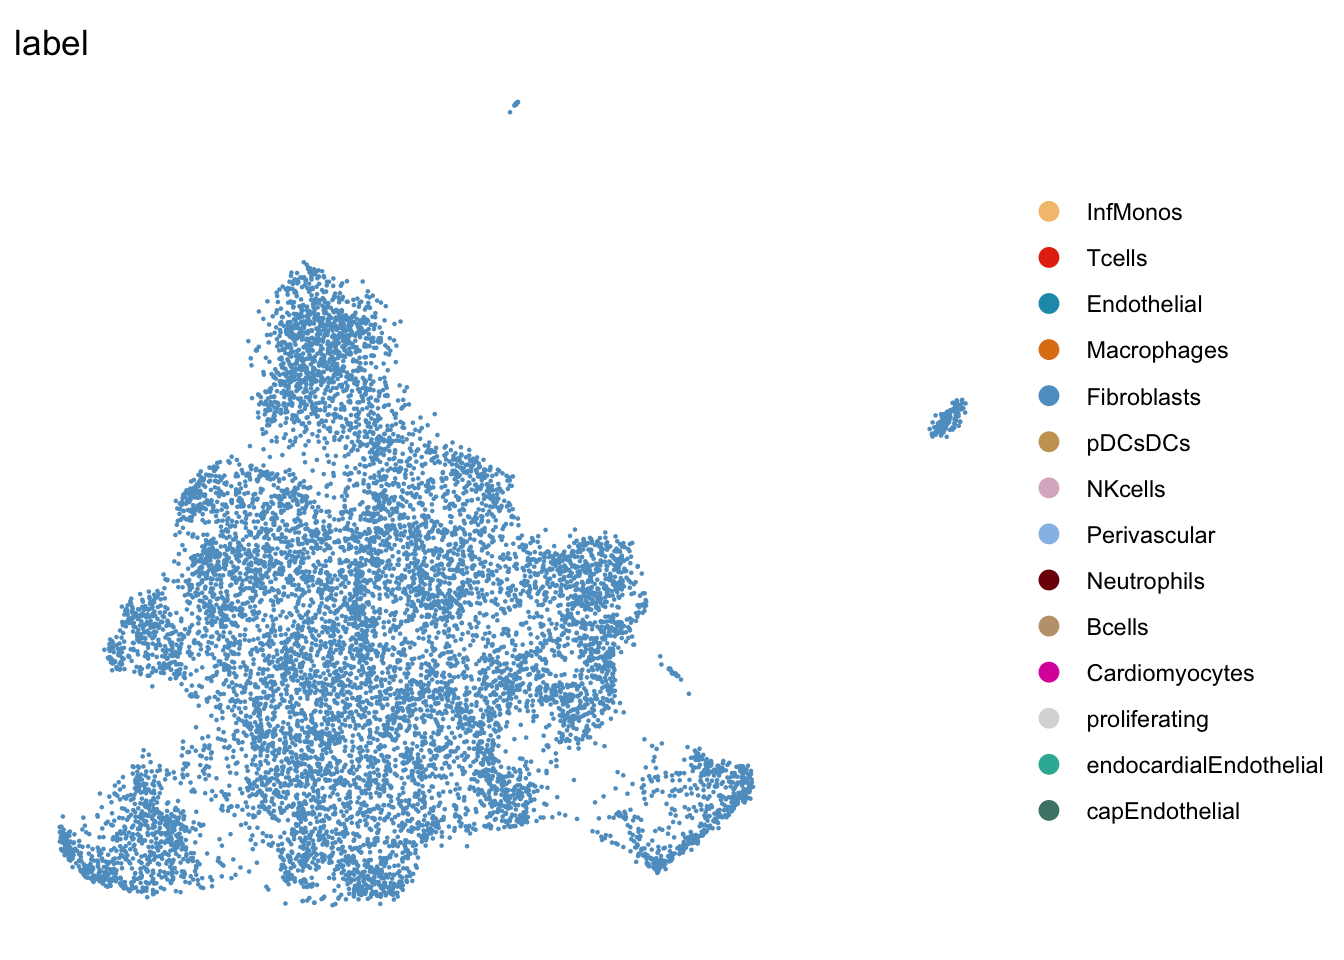 label
InfMonos
Tcells
Endothelial
Macrophages
Fibroblasts
pDCsDCs
NKcells
Perivascular
Neutrophils
Bcells
Cardiomyocytes
proliferating
endocardialEndothelial
capEndothelial